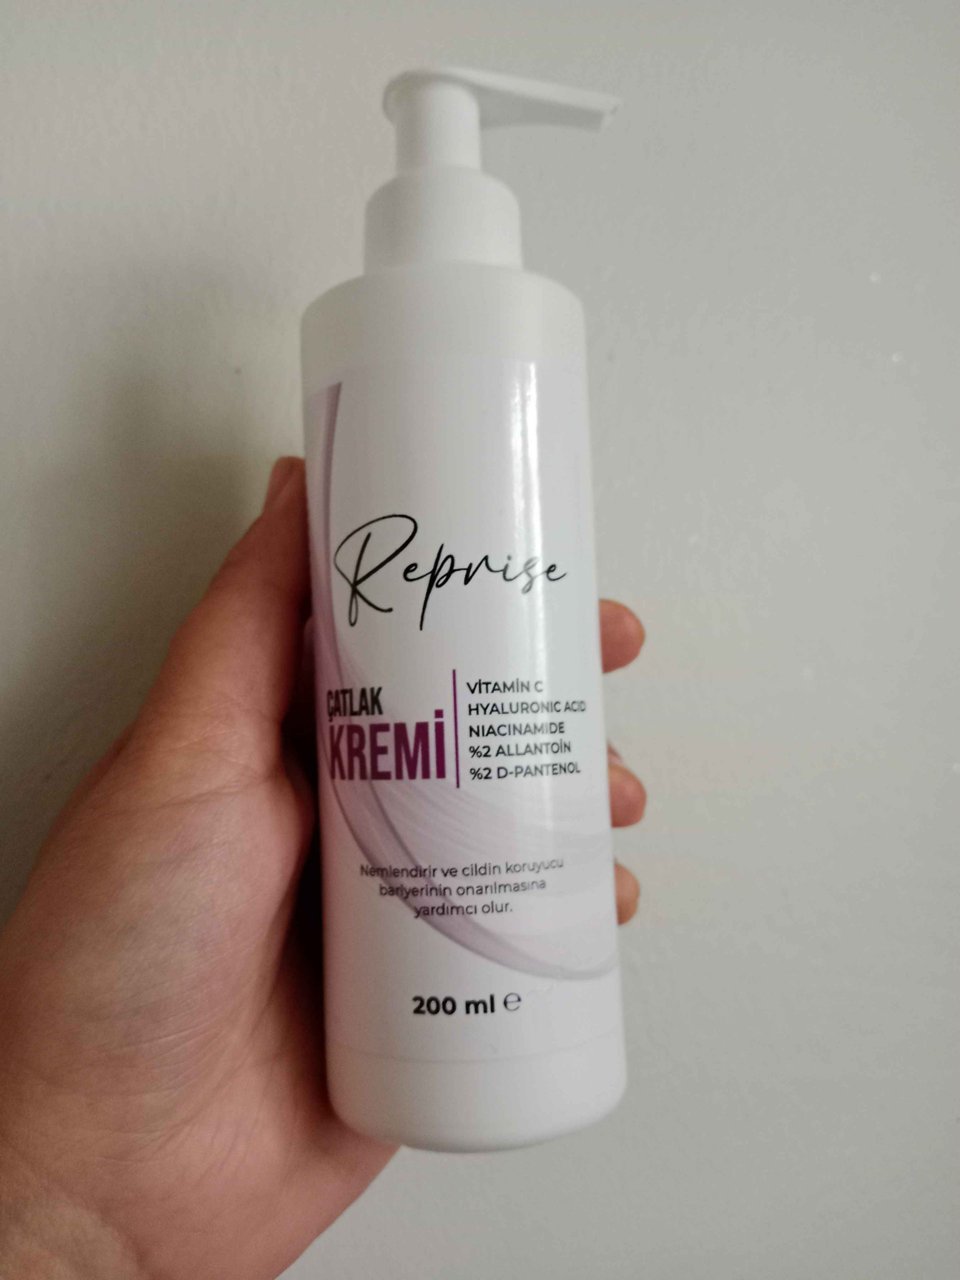 Reprise
ÇATLAK
KREMİ
VİTAMİN C
HYALURONIC ACID
NIACINAMIDE
%2 ALLANTOİN
%2 D-PANTENOL
Nemlendirir ve cildin koruyucu
bariyerinin onarılmasına
yardımcı olur.
200 ml ℮